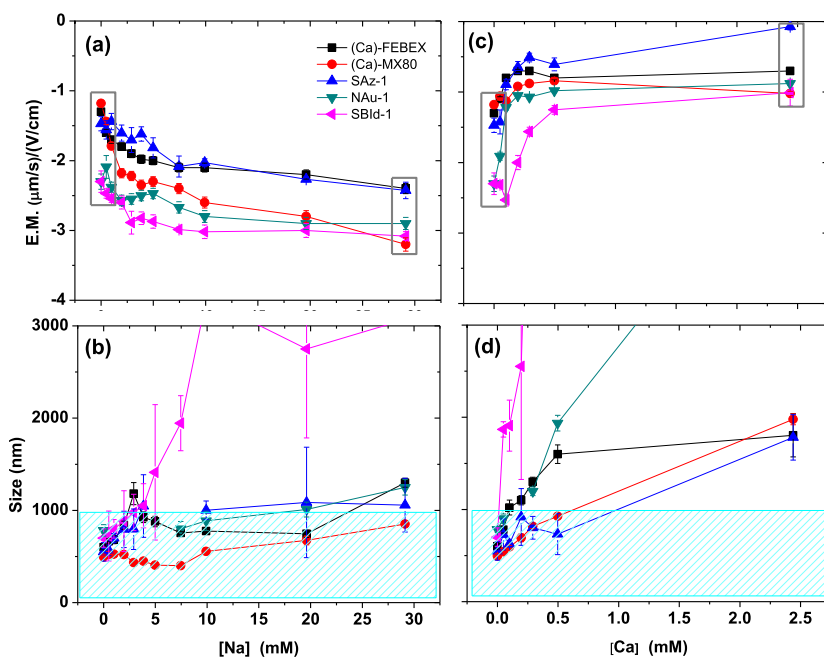 0
(a)
(Ca)-FEBEX
(Ca)-MX80
SAz-1
NAu-1
SBId-1
(c)
-1
-2
-3
-4
E.M. (μm/s)/(V/cm)
3000
(b)
(d)
2000
1000
0
Size (nm)
0 5 10 15 20 25 30
0.0 0.5 1.0 1.5 2.0 2.5
[Na] (mM)
[Ca] (mM)